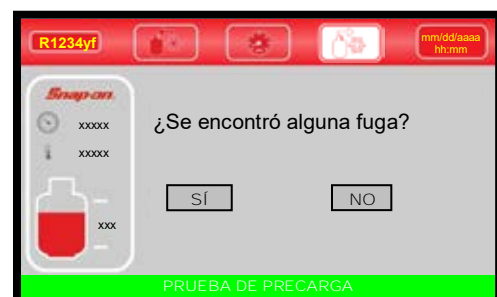 R1234yf
mm/dd/aaaa
hh:mm
Snap-on
xxxxx
xxxxx
xxx
¿Se encontró alguna fuga?
SÍ
NO
PRUEBA DE PRECARGA